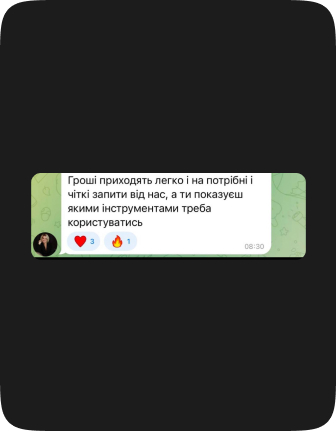 Гроші приходять легко і на потрібні і
чіткі запити від нас, а ти показуєш
якими інструментами треба
користуватись
❤️ 3 🔥 1
08:30